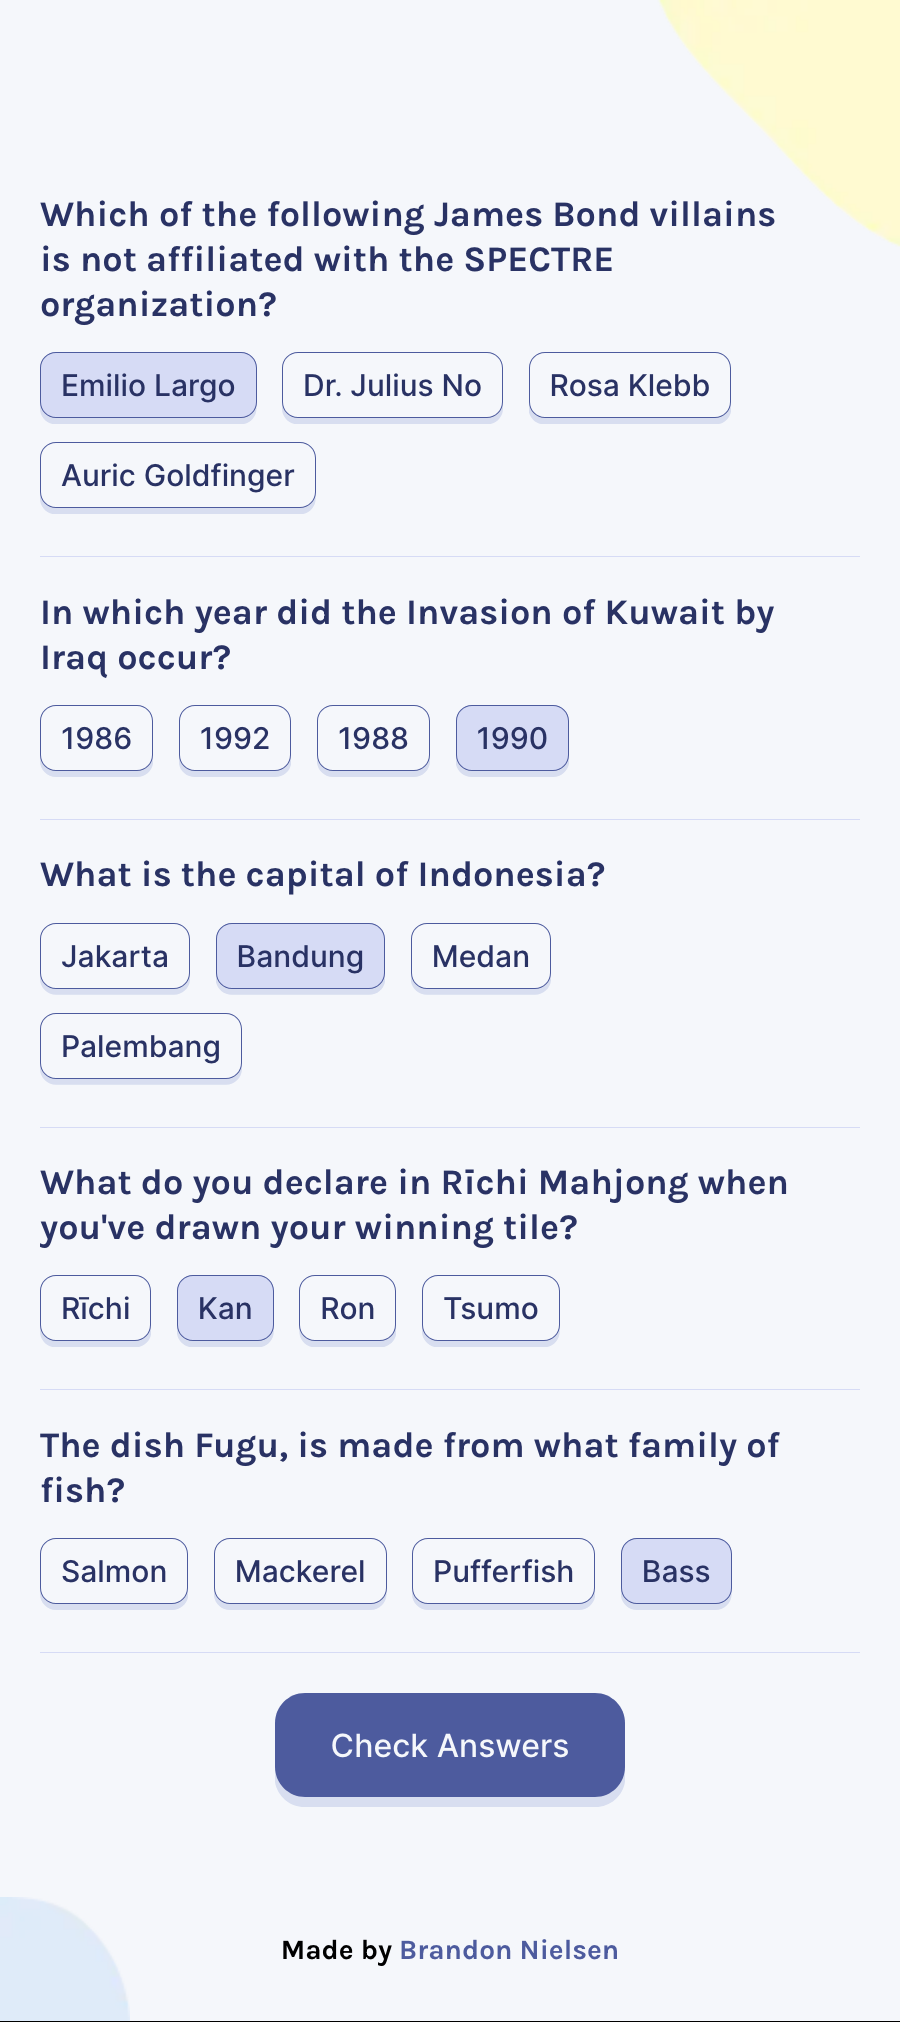 Which of the following James Bond villains
is not affiliated with the SPECTRE
organization?
Emilio Largo Dr. Julius No Rosa Klebb
Auric Goldfinger
In which year did the Invasion of Kuwait by
Iraq occur?
1986 1992 1988 1990
What is the capital of Indonesia?
Jakarta Bandung Medan
Palembang
What do you declare in Rīchi Mahjong when
you've drawn your winning tile?
Rīchi Kan Ron Tsumo
The dish Fugu, is made from what family of
fish?
Salmon Mackerel Pufferfish Bass
Check Answers
Made by Brandon Nielsen